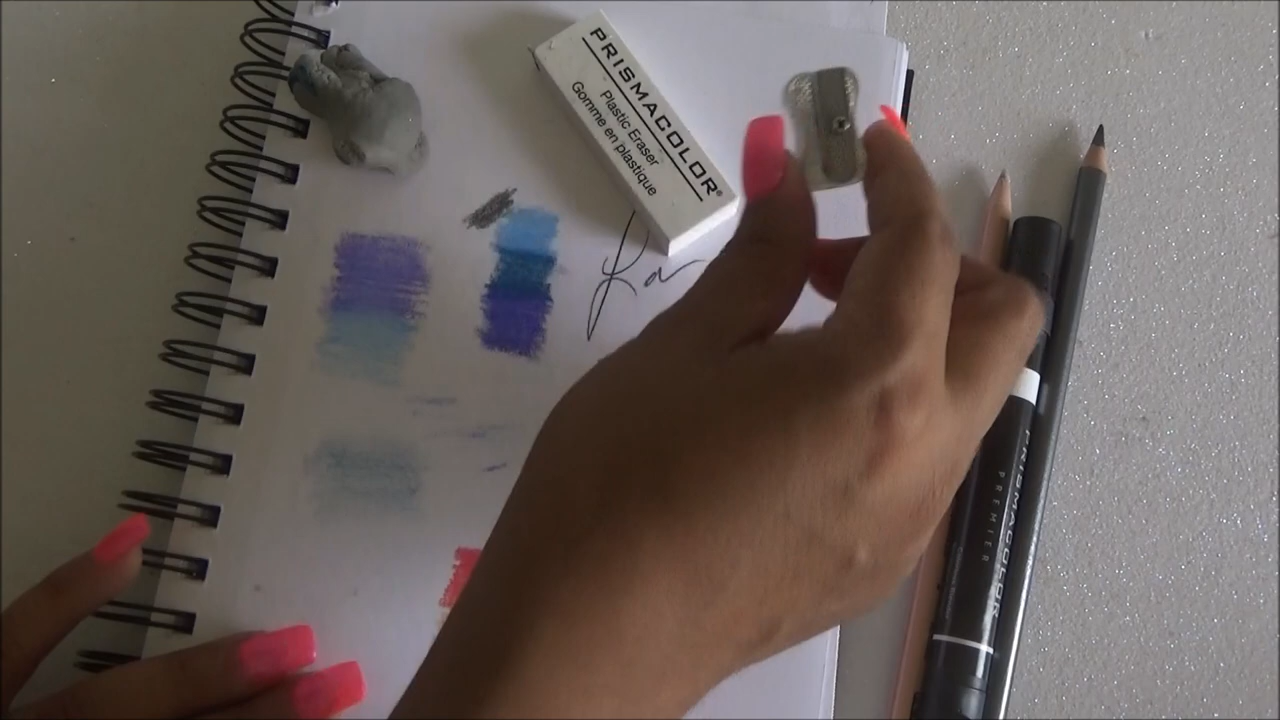 PRISMACOLOR®
Plastic Eraser
Gomme en plastique
PRISMACOLOR
PREMIER